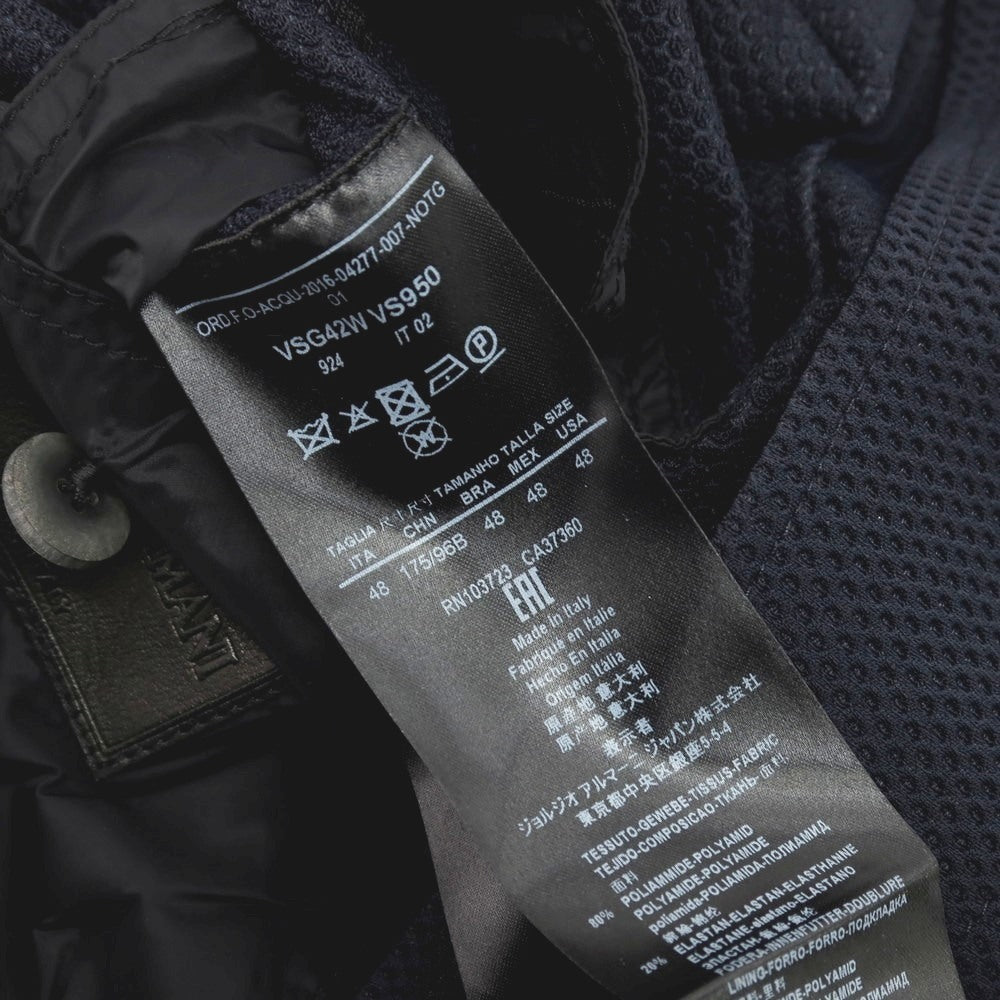 ORD.F.O-ACQU-2016-04277-007-NOTG
01
VSG42W VS950
924 IT 02
P
W
TAGLIA 尺寸 尺寸 TAMANHO TALLA SIZE
ITA CHN BRA MEX USA
48 175/96B 48 48 48
RN103723 CA37360
EAC
Made in Italy
Fabriqué en Italie
Hecho En Italia
Origem Italia
原産地 意大利
原产地 意大利
表示者
ジョルジオ アルマーニ ジャパン株式会社
東京都中央区銀座5-5-4
TESSUTO-GEWEBE-TISSUS-FABRIC
TEJIDO-COMPOSICAO-ТКАНЬ-面料
面料
80% POLIAMMIDE-POLYAMID
POLYAMIDE-POLYAMIDE
poliamide-POLIAMIDA-ПОЛИАМИД
20% ELASTAN-ELASTAN-ELASTHANNE
ELASTANE-elastano-ELASTANO
ЭЛАСТАН
FODERA-INNENFUTTER-DOUBLURE
LINING-FORRO-FORRO-ПОДКЛАДКА
MANI